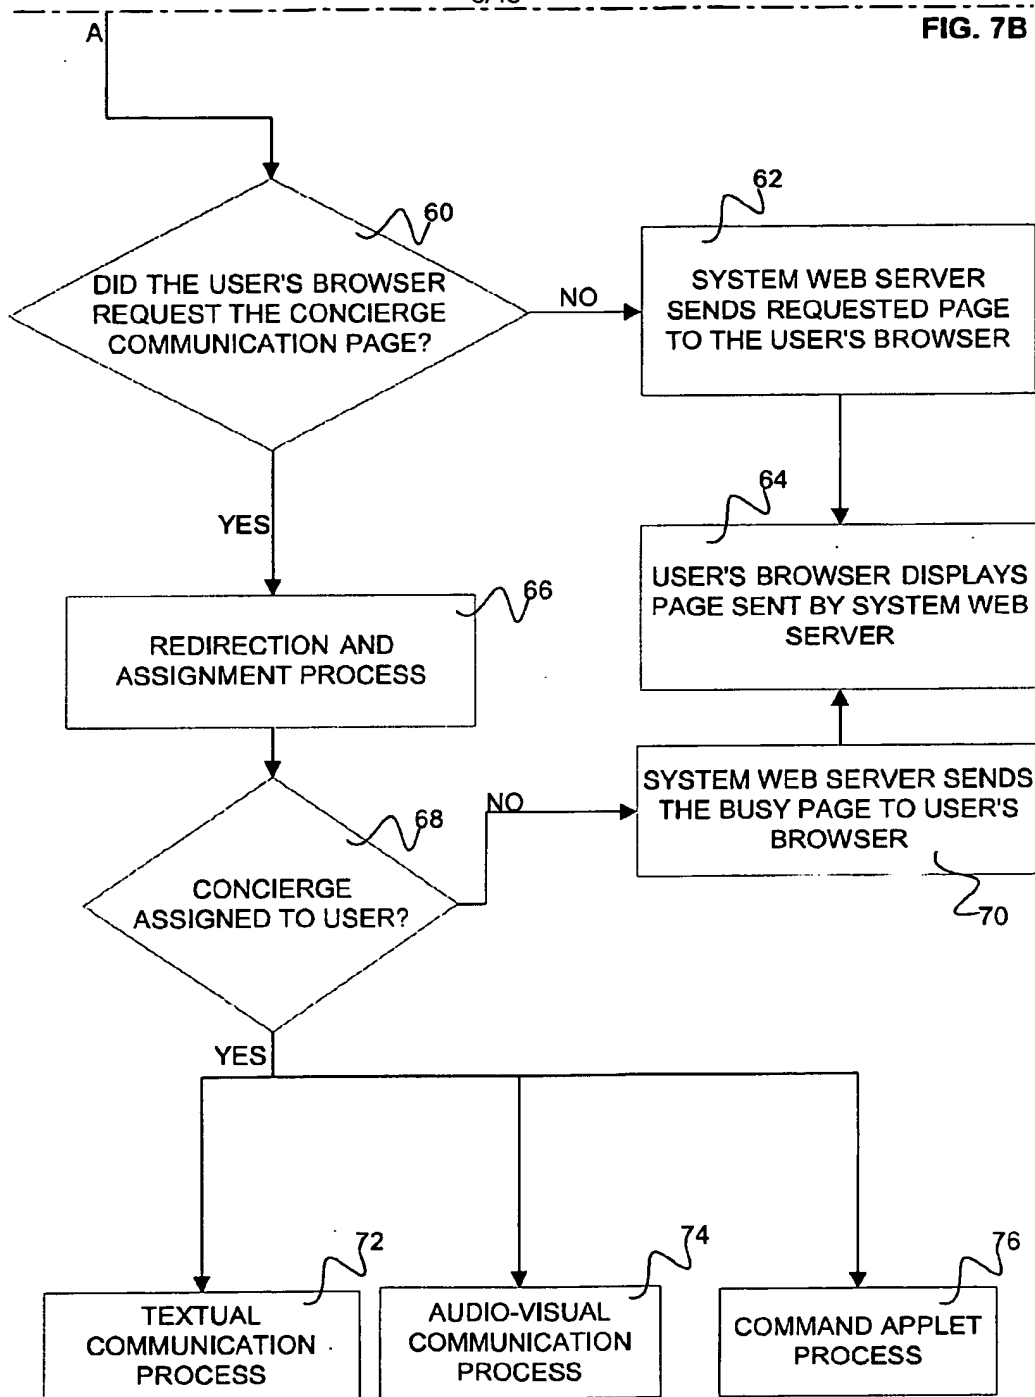 FIG. 7B
A
60
DID THE USER'S BROWSER
REQUEST THE CONCIERGE
COMMUNICATION PAGE?
NO
62
SYSTEM WEB SERVER
SENDS REQUESTED PAGE
TO THE USER'S BROWSER
YES
64
USER'S BROWSER DISPLAYS
PAGE SENT BY SYSTEM WEB
SERVER
66
REDIRECTION AND
ASSIGNMENT PROCESS
68
CONCIERGE
ASSIGNED TO USER?
NO
SYSTEM WEB SERVER SENDS
THE BUSY PAGE TO USER'S
BROWSER
70
YES
72
TEXTUAL
COMMUNICATION
PROCESS
74
AUDIO-VISUAL
COMMUNICATION
PROCESS
76
COMMAND APPLET
PROCESS